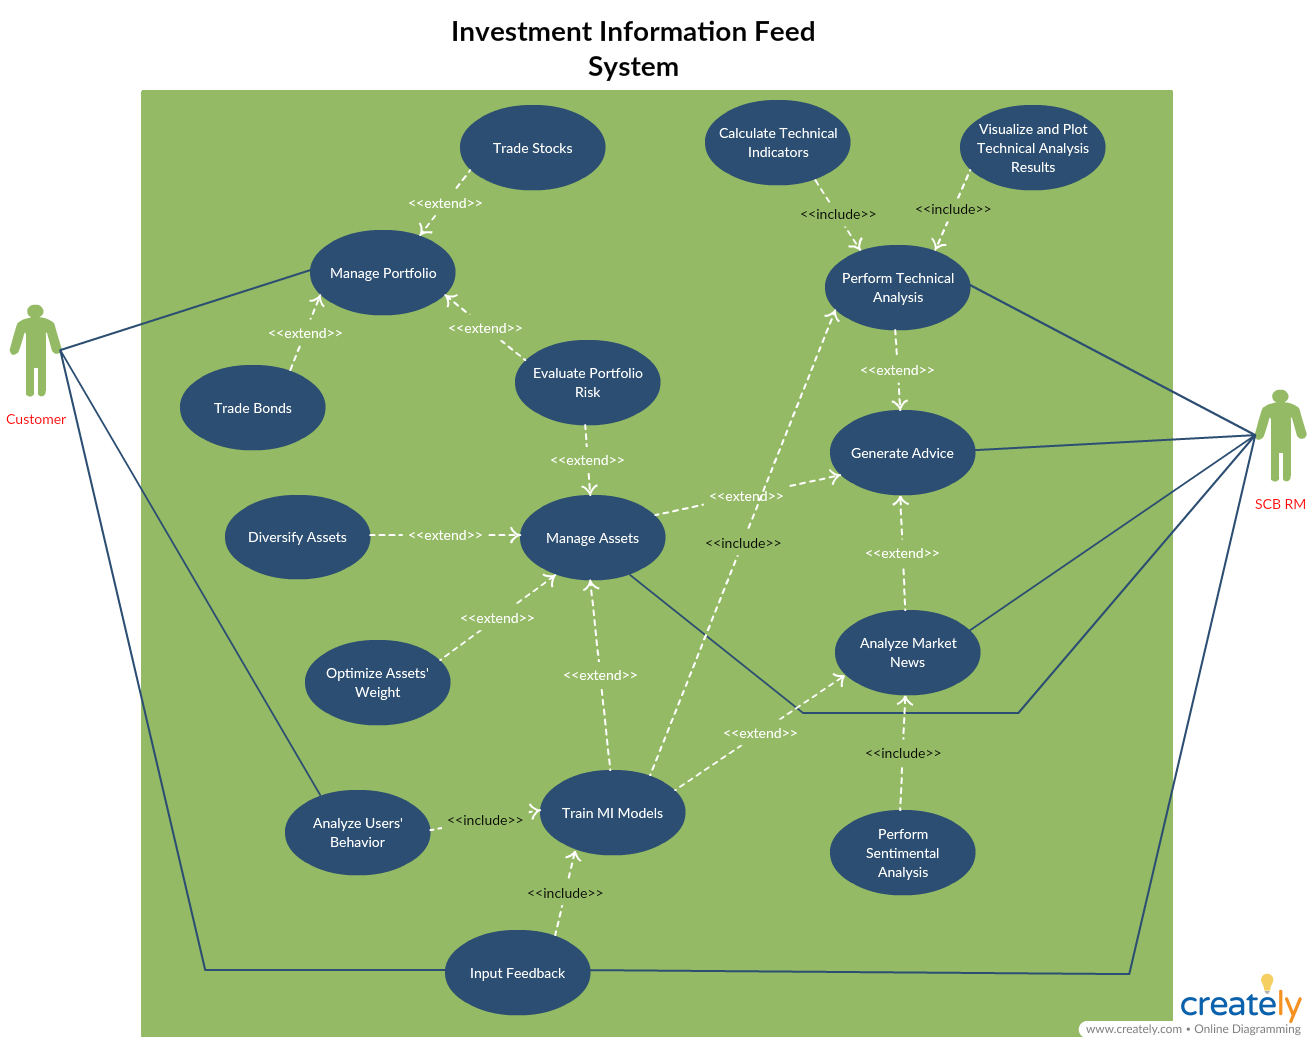 Investment Information Feed
System
Trade Stocks
Calculate Technical
Indicators
Visualize and Plot
Technical Analysis
Results
<<extend>>
<<include>>
<<include>>
Manage Portfolio
Perform Technical
Analysis
<<extend>>
<<extend>>
Customer
Trade Bonds
Evaluate Portfolio
Risk
<<extend>>
Generate Advice
SCB RM
<<extend>>
<<extend>>
Diversify Assets
<<extend>>
Manage Assets
<<include>>
<<extend>>
<<extend>>
Optimize Assets'
Weight
<<extend>>
Analyze Market
News
<<extend>>
<<include>>
Analyze Users'
Behavior
<<include>>
Train MI Models
Perform
Sentimental
Analysis
<<include>>
Input Feedback
creately
www.creately.com • Online Diagramming